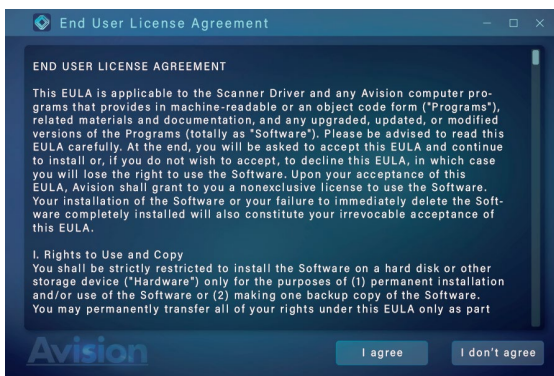 End User License Agreement
END USER LICENSE AGREEMENT
This EULA is applicable to the Scanner Driver and any Avision computer pro-
grams that provides in machine-readable or an object code form ("Programs"),
related materials and documentation, and any upgraded, updated, or modified
versions of the Programs (totally as "Software"). Please be advised to read this
EULA carefully. At the end, you will be asked to accept this EULA and continue
to install or, if you do not wish to accept, to decline this EULA, in which case
you will lose the right to use the Software. Upon your acceptance of this
EULA, Avision shall grant to you a nonexclusive license to use the Software.
Your installation of the Software or your failure to immediately delete the Soft-
ware completely installed will also constitute your irrevocable acceptance of
this EULA.
I. Rights to Use and Copy
You shall be strictly restricted to install the Software on a hard disk or other
storage device ("Hardware") only for the purposes of (1) permanent installation
and/or use of the Software or (2) making one backup copy of the Software.
You may permanently transfer all of your rights under this EULA only as part
Avision
I agree
I don't agree